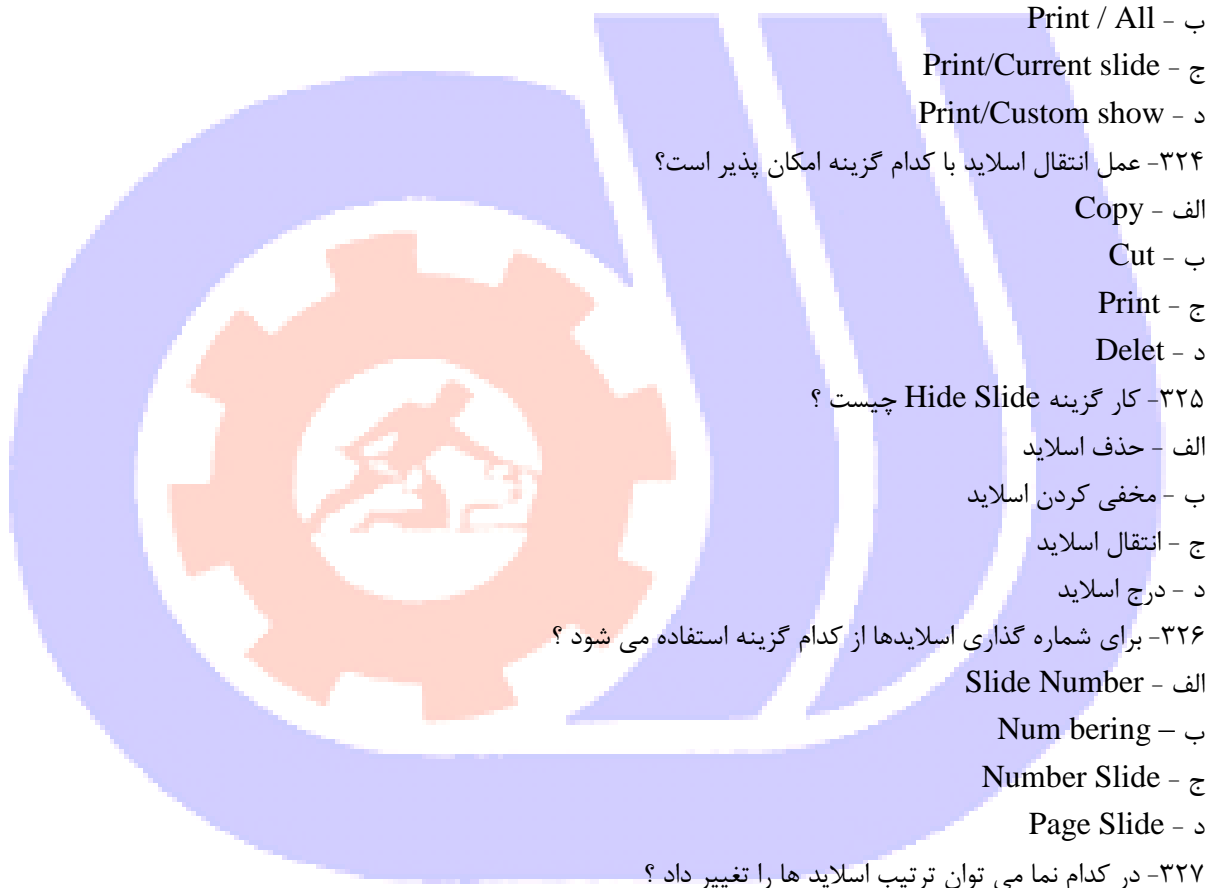 ب - Print / All
ج - Print/Current slide
د - Print/Custom show
۳۲۴- عمل انتقال اسلاید با کدام گزینه امکان پذیر است؟
الف - Copy
ب - Cut
ج - Print
د - Delet
۳۲۵- کار گزینه Hide Slide چیست ؟
الف - حذف اسلاید
ب - مخفی کردن اسلاید
ج - انتقال اسلاید
د - درج اسلاید
۳۲۶- برای شماره گذاری اسلایدها از کدام گزینه استفاده می شود ؟
الف - Slide Number
ب – Num bering
ج - Number Slide
د - Page Slide
۳۲۷- در کدام نما می توان ترتیب اسلاید ها را تغییر داد ؟